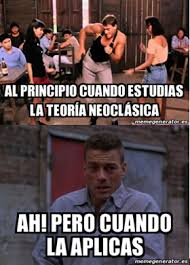 AL PRINCIPIO CUANDO ESTUDIAS
LA TEORÍA NEOCLÁSICA
memegenerator.es
AH! PERO CUANDO
LA APLICAS
memegenerator.es